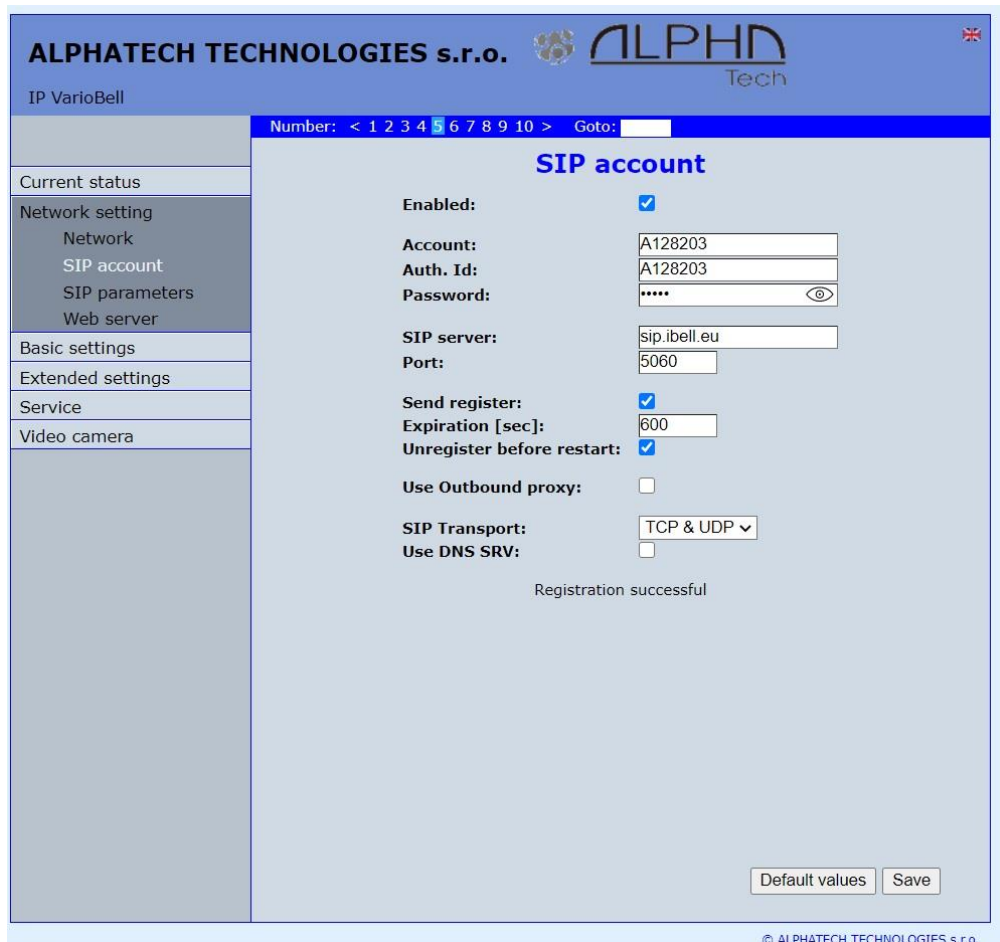 ALPHATECH TECHNOLOGIES s.r.o.
ALPHA
Tech
IP VarioBell
Number: < 1 2 3 4 5 6 7 8 9 10 > Goto:
SIP account
Current status
Network setting
Network
SIP account
SIP parameters
Web server
Basic settings
Extended settings
Service
Video camera
Enabled:
Account: A128203
Auth. Id: A128203
Password: •••••
SIP server: sip.ibell.eu
Port: 5060
Send register:
Expiration [sec]: 600
Unregister before restart:
Use Outbound proxy:
SIP Transport: TCP & UDP
Use DNS SRV:
Registration successful
Default values Save
© ALPHATECH TECHNOLOGIES s.r.o.